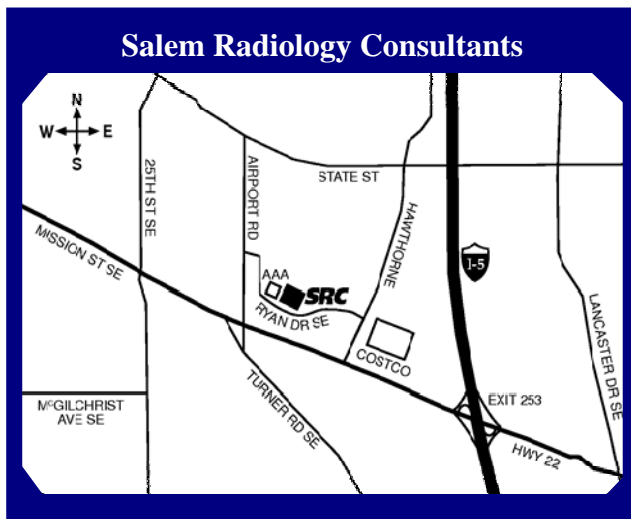 Salem Radiology Consultants
N
W E
S
25TH ST SE
AIRPORT RD
STATE ST
HAWTHORNE
I-5
MISSION ST SE
AAA
SRC
RYAN DR SE
COSTCO
LANCASTER DR SE
TURNER RD SE
MCGILCHRIST
AVE SE
EXIT 253
HWY 22